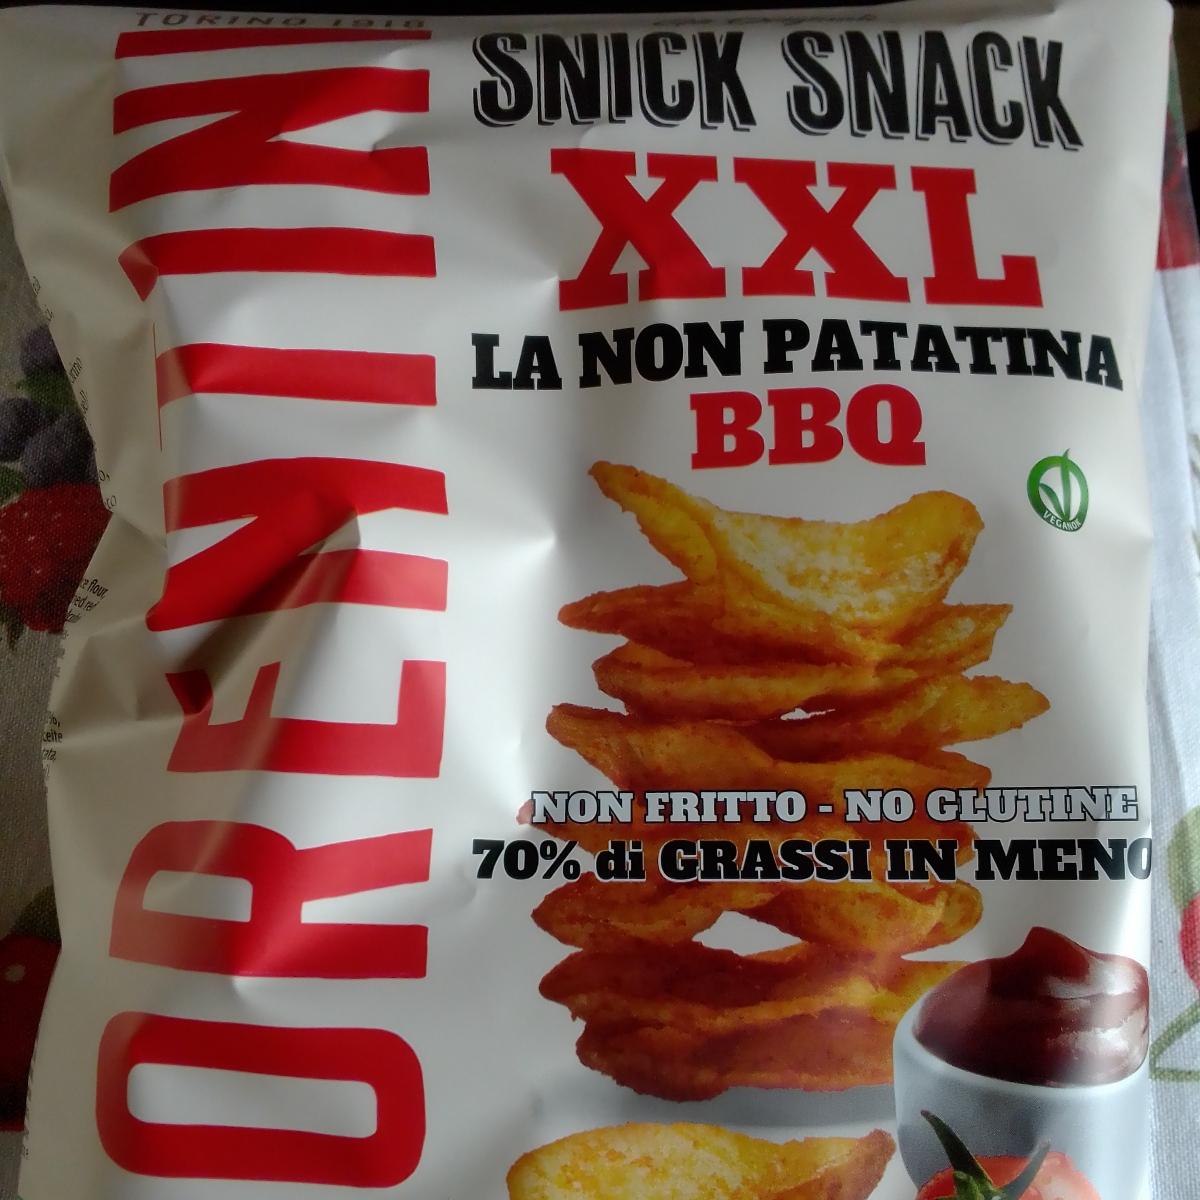 TORINO 1918
ORENTINI
SNICK SNACK
XXL
LA NON PATATINA
BBQ
VEGANOK
NON FRITTO - NO GLUTINE
70% di GRASSI IN MENO